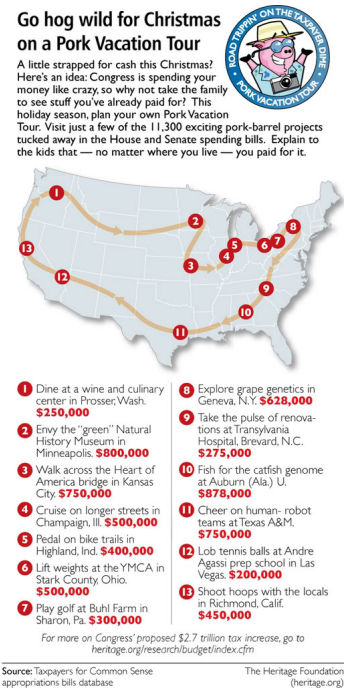 Go hog wild for Christmas
on a Pork Vacation Tour
ROAD TRIPPIN' ON THE TAXPAYER DIME
PORK VACATION TOUR
A little strapped for cash this Christmas?
Here's an idea: Congress is spending your
money like crazy, so why not take the family
to see stuff you've already paid for? This
holiday season, plan your own Pork Vacation
Tour. Visit just a few of the 11,300 exciting pork-barrel projects
tucked away in the House and Senate spending bills. Explain to
the kids that — no matter where you live — you paid for it.
1
2
8
13
5
6
7
4
3
12
9
10
11
1 Dine at a wine and culinary
center in Prosser, Wash.
$250,000
2 Envy the "green" Natural
History Museum in
Minneapolis. $800,000
3 Walk across the Heart of
America bridge in Kansas
City. $750,000
4 Cruise on longer streets in
Champaign, Ill. $500,000
5 Pedal on bike trails in
Highland, Ind. $400,000
6 Lift weights at the YMCA in
Stark County, Ohio.
$500,000
7 Play golf at Buhl Farm in
Sharon, Pa. $300,000
8 Explore grape genetics in
Geneva, N.Y. $628,000
9 Take the pulse of renova-
tions at Transylvania
Hospital, Brevard, N.C.
$275,000
10 Fish for the catfish genome
at Auburn (Ala.) U.
$878,000
11 Cheer on human- robot
teams at Texas A&M.
$750,000
12 Lob tennis balls at Andre
Agassi prep school in Las
Vegas. $200,000
13 Shoot hoops with the locals
in Richmond, Calif.
$450,000
For more on Congress' proposed $2.7 trillion tax increase, go to
heritage.org/research/budget/index.cfm
Source: Taxpayers for Common Sense
appropriations bills database
The Heritage Foundation
(heritage.org)